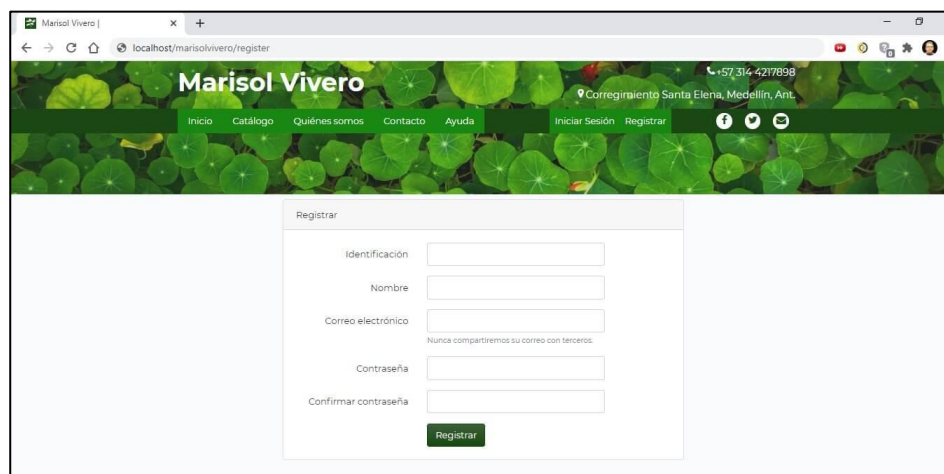 Marisol Vivero |
localhost/marisolvivero/register
Marisol Vivero
+57 314 4217898
Corregimiento Santa Elena, Medellín, Ant.
Inicio Catálogo Quiénes somos Contacto Ayuda Iniciar Sesión Registrar
Registrar
Identificación
Nombre
Correo electrónico
Nunca compartiremos su correo con terceros.
Contraseña
Confirmar contraseña
Registrar